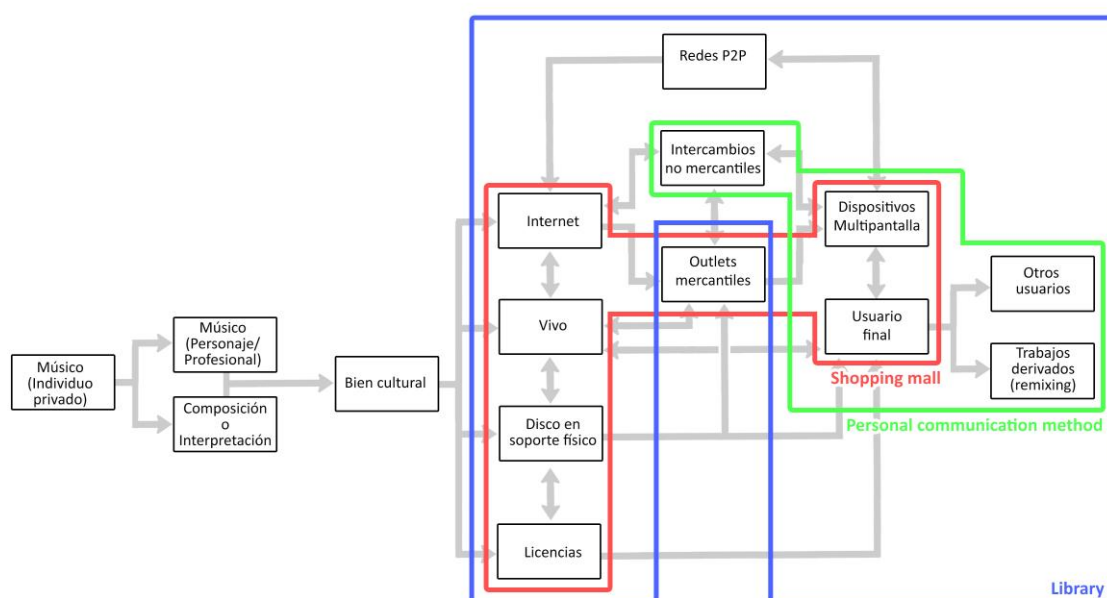 Redes P2P
Intercambios
no mercantiles
Internet
Dispositivos
Multipantalla
Outlets
mercantiles
Otros
usuarios
Músico
(Personaje/
Profesional)
Vivo
Usuario
final
Músico
(Individuo
privado)
Bien cultural
Trabajos
derivados
(remixing)
Shopping mall
Composición
o
Interpretación
Disco en
soporte físico
Personal communication method
Licencias
Library